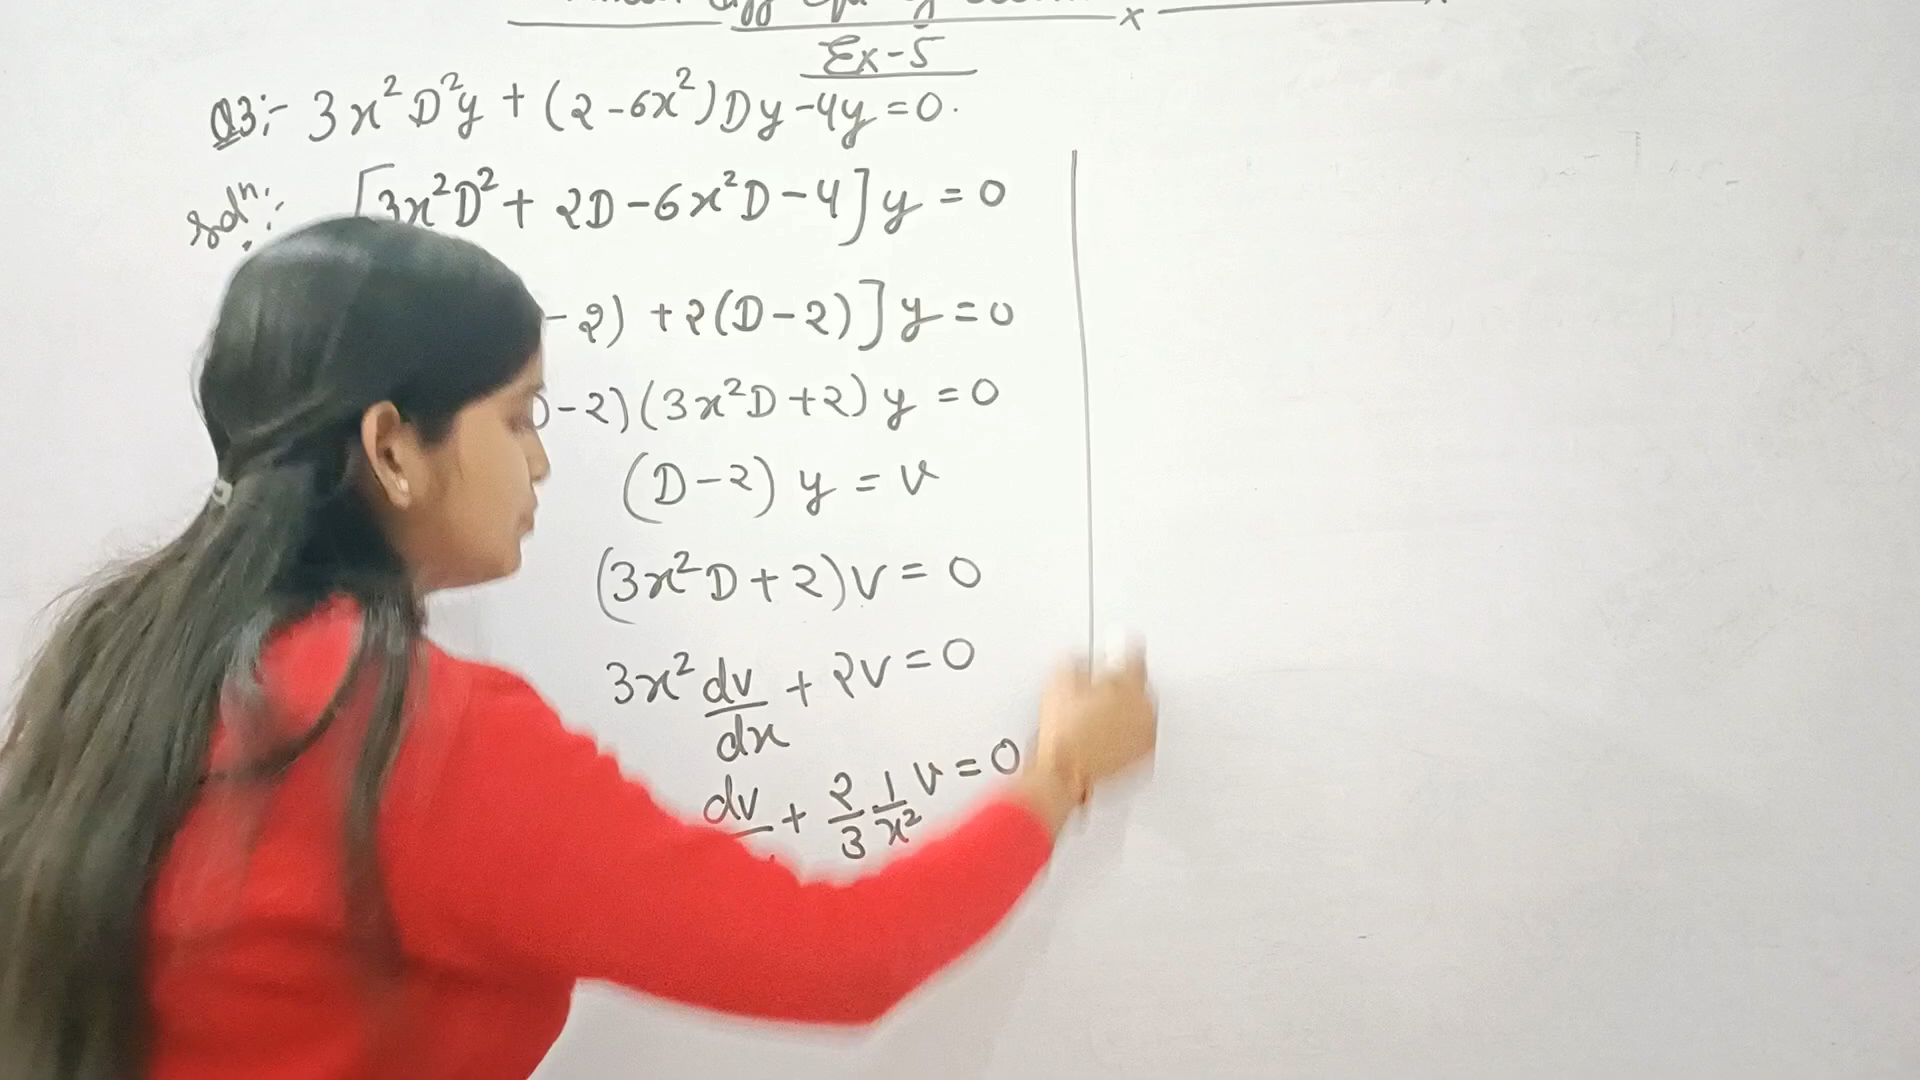 Ex-5
Q3:- 3x²D²y + (2-6x²)Dy-4y=0.
Solⁿ:- [3x²D² + 2D-6x²D-4]y = 0
-2) +2(D-2)]y=0
D-2)(3x²D+2)y = 0
(D-2) y = v
(3x²D+2)v = 0
3x² dv/dx + 2v = 0
dv + 2/3 1/x² v = 0